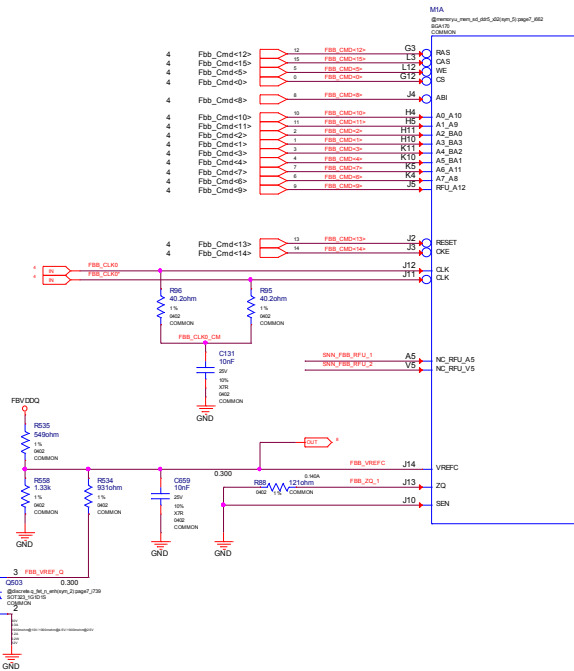 M1A
BGA170
COMMON
4 Fbb_Cmd<12> 12 FBB_CMD<12> G3 RAS
4 Fbb_Cmd<15> 15 FBB_CMD<15> L3 CAS
4 Fbb_Cmd<5> 5 FBB_CMD<5> L12 WE
4 Fbb_Cmd<0> 0 FBB_CMD<0> G12 CS
4 Fbb_Cmd<8> 8 FBB_CMD<8> J4 ABI
4 Fbb_Cmd<10> 10 FBB_CMD<10> H4 A0_A10
4 Fbb_Cmd<11> 11 FBB_CMD<11> H5 A1_A9
4 Fbb_Cmd<2> 2 FBB_CMD<2> H11 A2_BA0
4 Fbb_Cmd<1> 1 FBB_CMD<1> H10 A3_BA3
4 Fbb_Cmd<3> 3 FBB_CMD<3> K11 A4_BA2
4 Fbb_Cmd<4> 4 FBB_CMD<4> K10 A5_BA1
4 Fbb_Cmd<7> 7 FBB_CMD<7> K5 A6_A11
4 Fbb_Cmd<6> 6 FBB_CMD<6> K4 A7_A8
4 Fbb_Cmd<9> 9 FBB_CMD<9> J5 RFU_A12
4 Fbb_Cmd<13> 13 FBB_CMD<13> J2 RESET
4 Fbb_Cmd<14> 14 FBB_CMD<14> J3 CKE
4 IN FBB_CLK0 J12 CLK
4 IN FBB_CLK0* J11 CLK
R96
40.2ohm
1%
0402
COMMON
R95
40.2ohm
1%
0402
COMMON
FBB_CLK0_CM
C131
10nF
25V
10%
X7R
0402
COMMON
GND
SNN_FBB_RFU_1 A5 NC_RFU_A5
SNN_FBB_RFU_2 V5 NC_RFU_V5
FBVDDQ
R535
549ohm
1%
0402
COMMON
OUT
FBB_VREFC J14 VREFC
R558
1.33k
1%
0402
COMMON
R534
931ohm
1%
0402
COMMON
C659
10nF
25V
10%
X7R
0402
COMMON
0.300
0.140A
R88 121ohm FBB_ZQ_1 J13 ZQ
0402 1% COMMON
J10 SEN
GND
GND
GND
3 FBB_VREF_Q 0.300
Q503
COMMON
2
GND